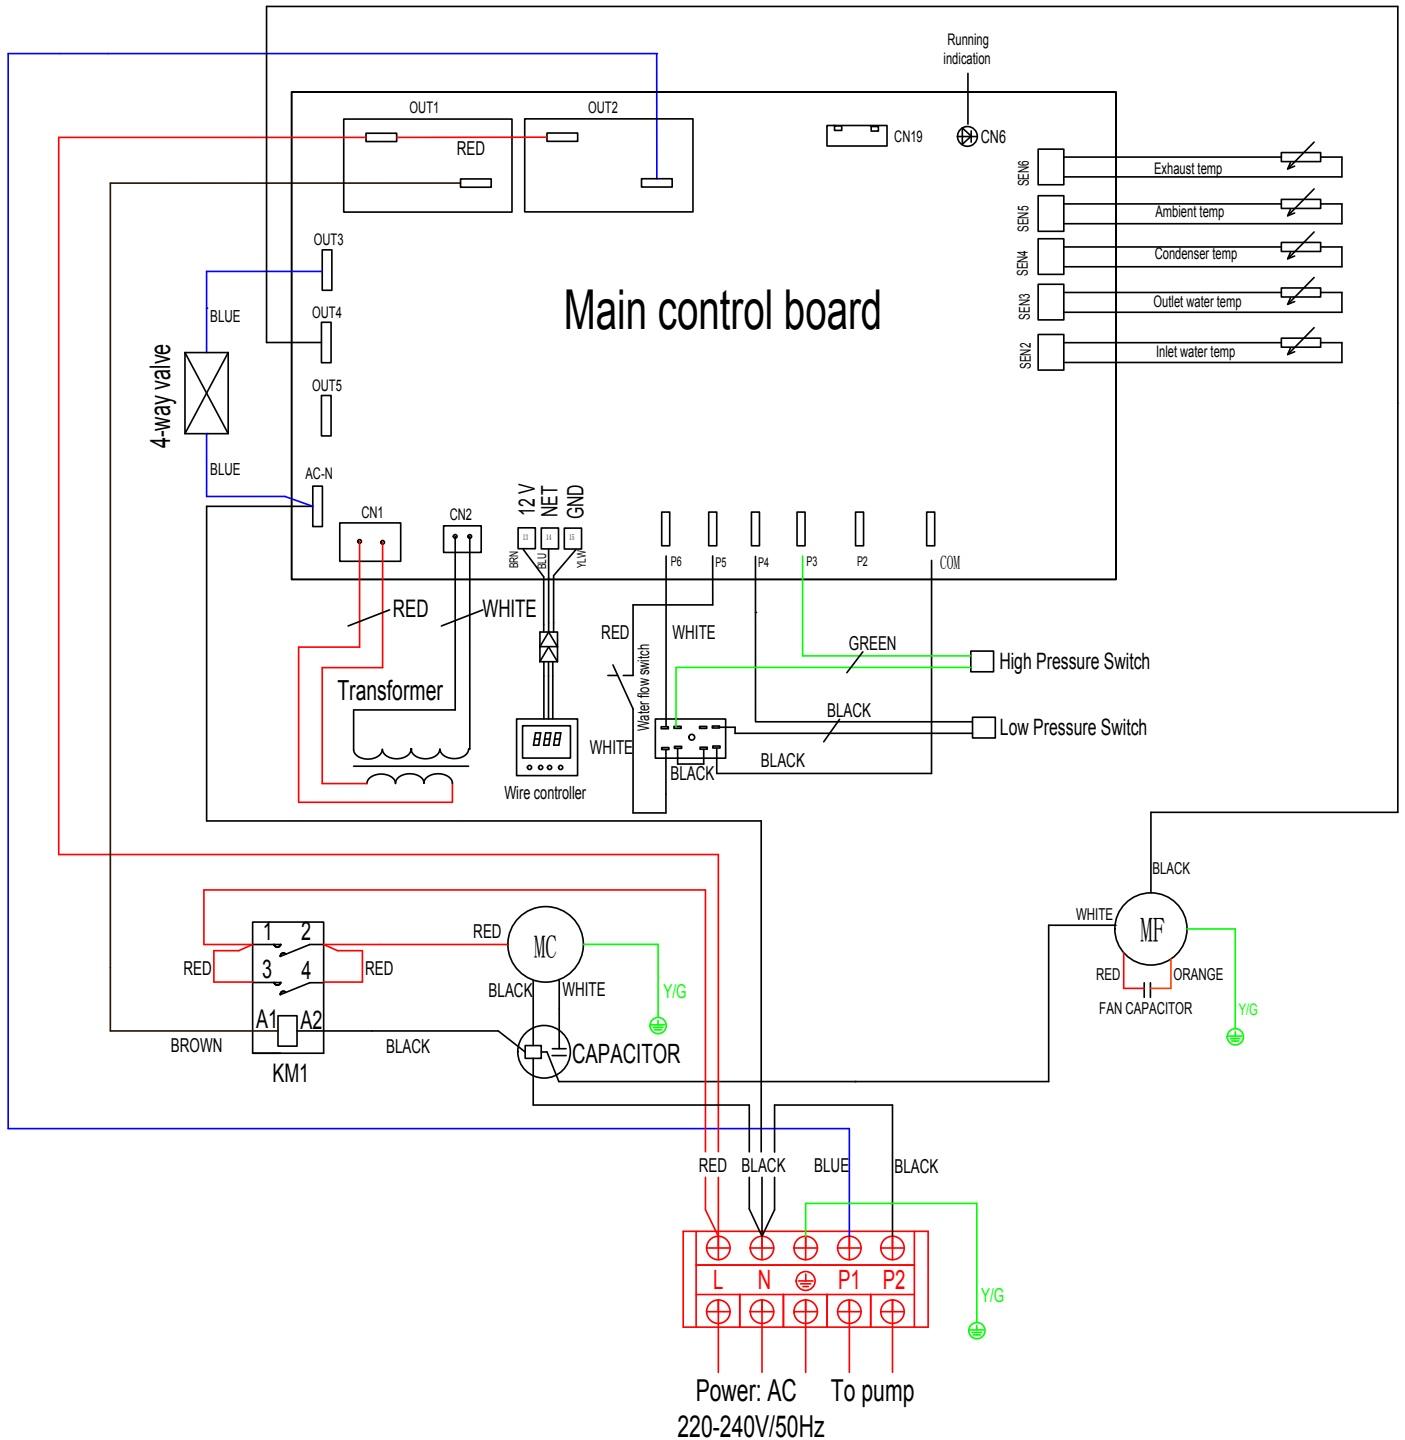 Running
indication
OUT1
OUT2
RED
CN19
CN6
SEN6
Exhaust temp
SEN5
Ambient temp
SEN4
Condenser temp
SEN3
Outlet water temp
SEN2
Inlet water temp
OUT3
BLUE
OUT4
Main control board
4-way valve
OUT5
BLUE
AC-N
CN1
CN2
12 V
NET
GND
13
14
15
BRN
BLU
YLW
P6
P5
P4
P3
P2
COM
RED
WHITE
RED
WHITE
Water flow switch
GREEN
High Pressure Switch
Transformer
BLACK
Low Pressure Switch
888
WHITE
BLACK
BLACK
Wire controller
BLACK
WHITE
MF
RED
ORANGE
FAN CAPACITOR
Y/G
1
2
RED
MC
RED
3
4
RED
BLACK
WHITE
Y/G
A1
A2
BROWN
BLACK
CAPACITOR
KM1
RED
BLACK
BLUE
BLACK
L
N
P1
P2
Y/G
Power: AC
To pump
220-240V/50Hz